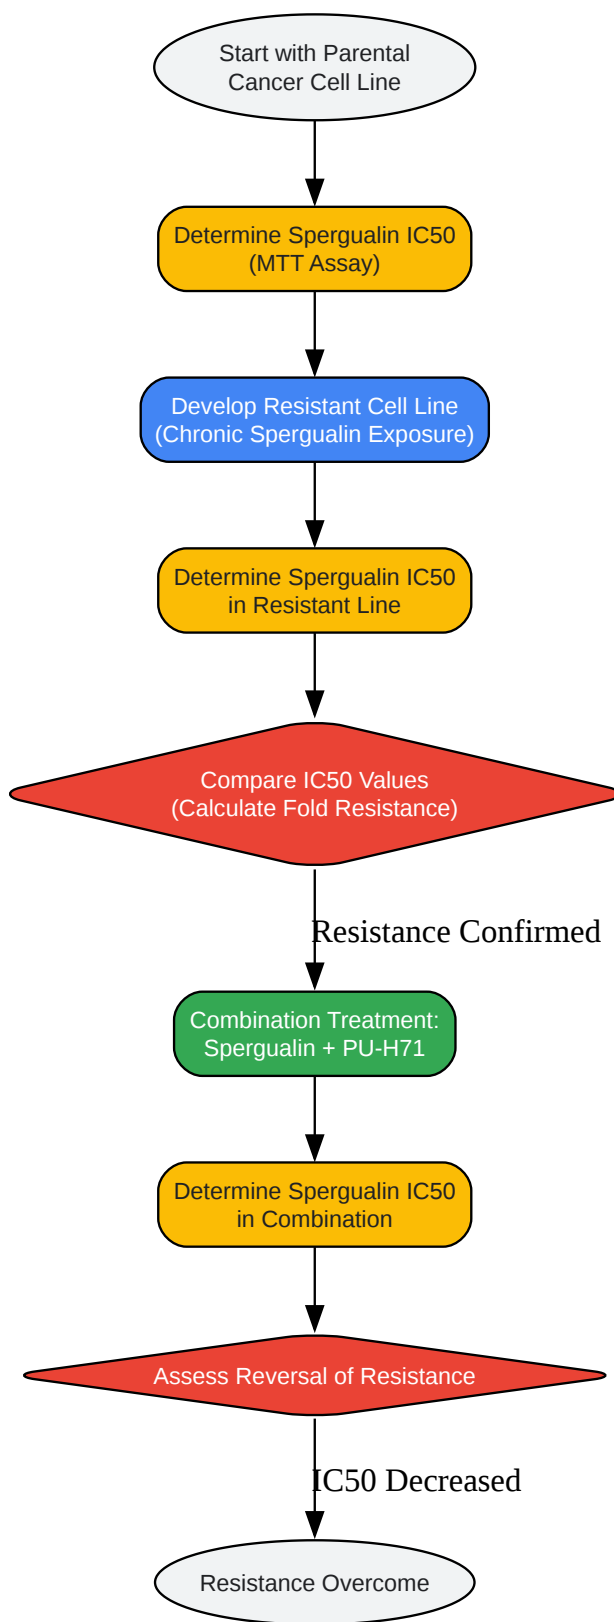 Start with Parental
Cancer Cell Line
Determine Spergualin IC50
(MTT Assay)
Develop Resistant Cell Line
(Chronic Spergualin Exposure)
Determine Spergualin IC50
in Resistant Line
Compare IC50 Values
(Calculate Fold Resistance)
Resistance Confirmed
Combination Treatment:
Spergualin + PU-H71
Determine Spergualin IC50
in Combination
Assess Reversal of Resistance
IC50 Decreased
Resistance Overcome